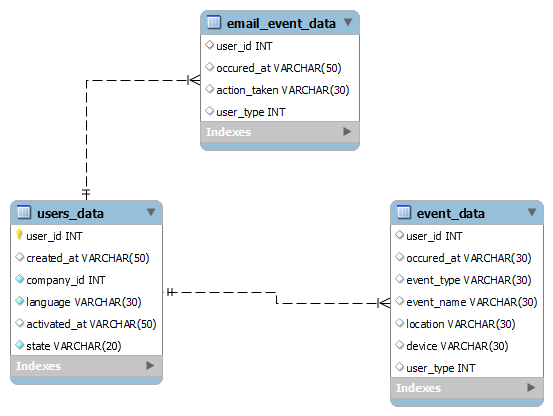 email_event_data
user_id INT
occured_at VARCHAR(50)
action_taken VARCHAR(30)
user_type INT
Indexes
users_data
user_id INT
created_at VARCHAR(50)
company_id INT
language VARCHAR(30)
activated_at VARCHAR(50)
state VARCHAR(20)
Indexes
event_data
user_id INT
occured_at VARCHAR(30)
event_type VARCHAR(30)
event_name VARCHAR(30)
location VARCHAR(30)
device VARCHAR(30)
user_type INT
Indexes